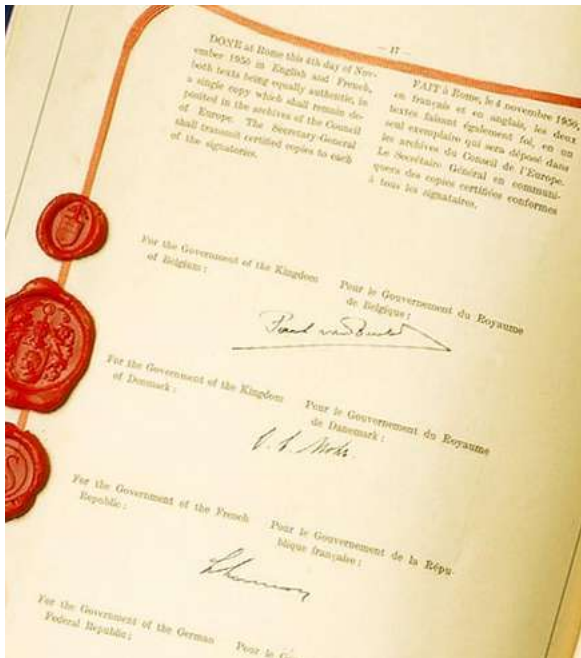 — 17 —
DONE at Rome this 4th day of Nov-
ember 1950 in English and French,
both texts being equally authentic, in
a single copy which shall remain de-
posited in the archives of the Council
of Europe. The Secretary-General
shall transmit certified copies to each
of the signatories.
FAIT à Rome, le 4 novembre 1950,
en français et en anglais, les deux
textes faisant également foi, en un
seul exemplaire qui sera déposé dans
les archives du Conseil de l'Europe.
Le Secrétaire Général en communi-
quera des copies certifiées conformes
à tous les signataires.
For the Government of the Kingdom
of Belgium:
Pour le Gouvernement du Royaume
de Belgique:
For the Government of the Kingdom
of Denmark:
Pour le Gouvernement du Royaume
de Danemark:
For the Government of the French
Republic:
Pour le Gouvernement de la Répu-
blique française:
For the Government of the German
Federal Republic:
Pour le